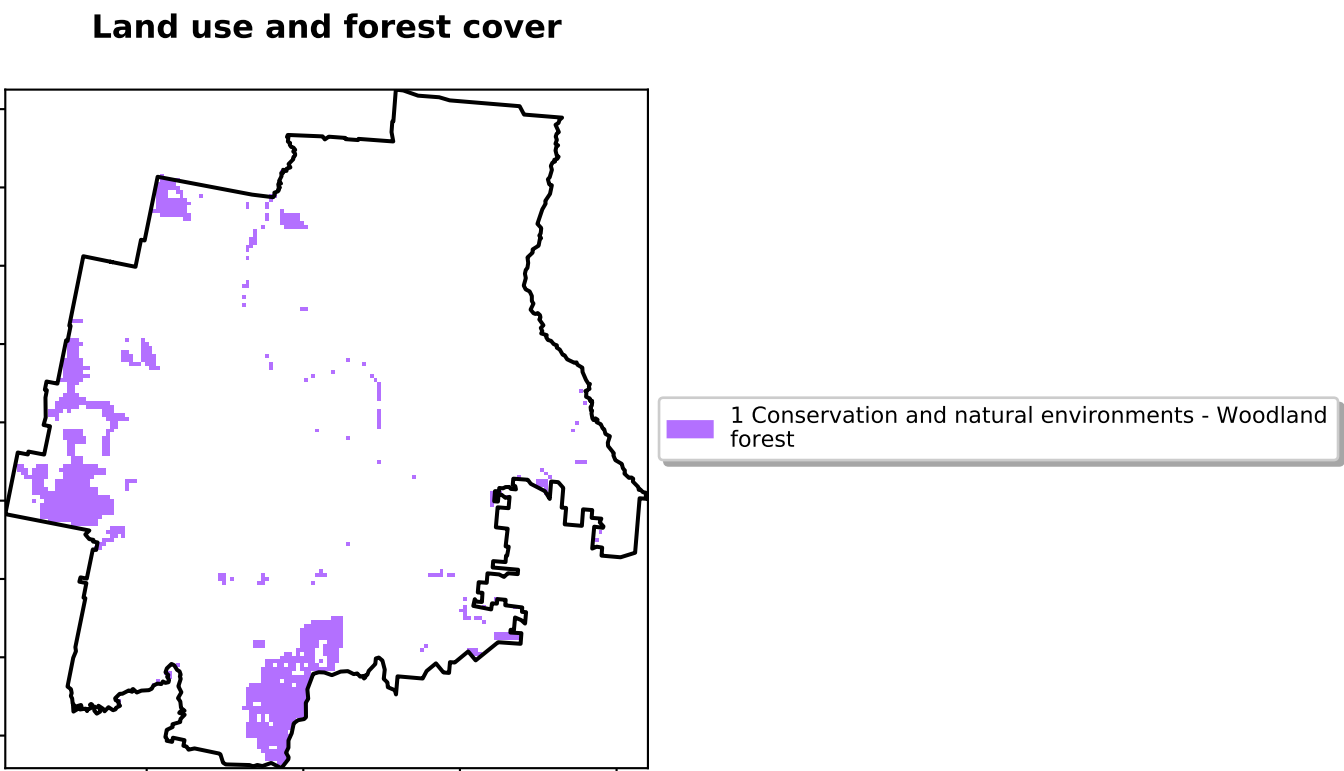 Land use and forest cover
1 Conservation and natural environments - Woodland
forest